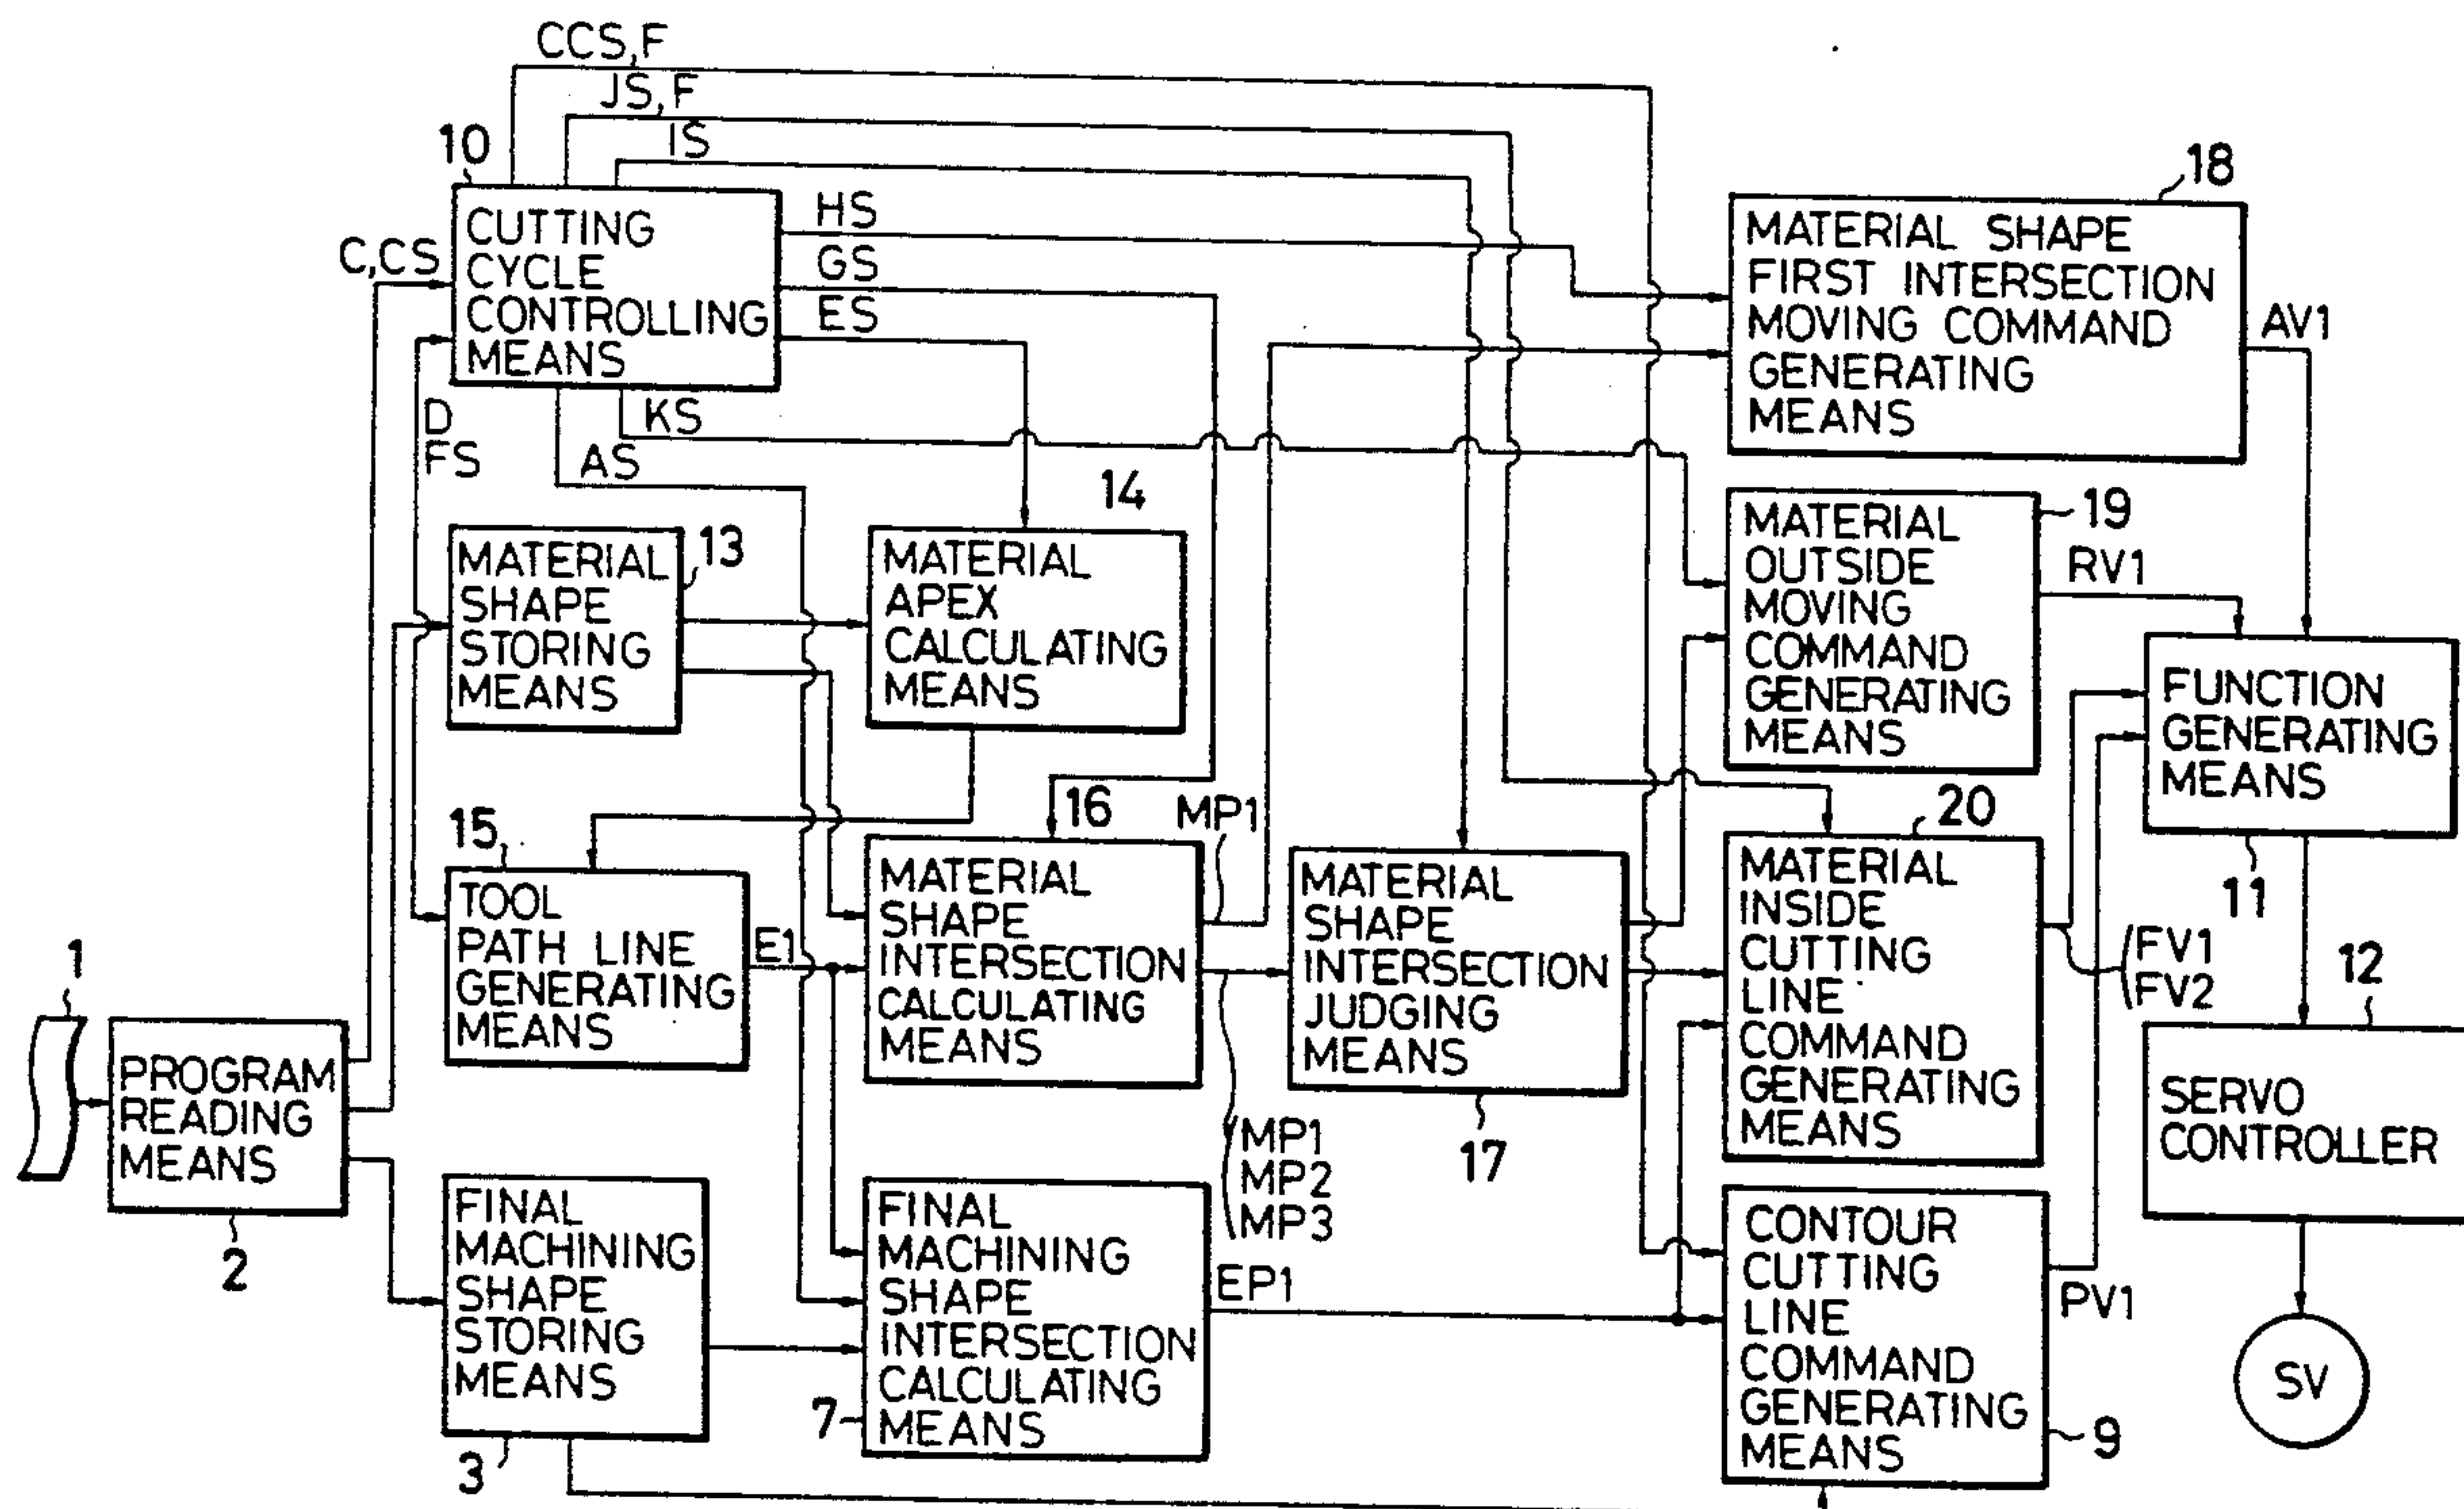 CCS,F
JS,F
IS
10
CUTTING
CYCLE
CONTROLLING
MEANS
C,CS
HS
GS
ES
D
FS
KS
AS
18
MATERIAL SHAPE
FIRST INTERSECTION
MOVING COMMAND
GENERATING
MEANS
AV1
13
MATERIAL
SHAPE
STORING
MEANS
14
MATERIAL
APEX
CALCULATING
MEANS
19
MATERIAL
OUTSIDE
MOVING
COMMAND
GENERATING
MEANS
RV1
FUNCTION
GENERATING
MEANS
11
15
TOOL
PATH LINE
GENERATING
MEANS
E1
16
MATERIAL
SHAPE
INTERSECTION
CALCULATING
MEANS
MP1
MATERIAL
SHAPE
INTERSECTION
JUDGING
MEANS
17
20
MATERIAL
INSIDE
CUTTING
LINE
COMMAND
GENERATING
MEANS
FV1
FV2
12
SERVO
CONTROLLER
1
PROGRAM
READING
MEANS
2
MP1
MP2
MP3
FINAL
MACHINING
SHAPE
STORING
MEANS
3
FINAL
MACHINING
SHAPE
INTERSECTION
CALCULATING
MEANS
7
EP1
CONTOUR
CUTTING
LINE
COMMAND
GENERATING
MEANS
9
PV1
SV